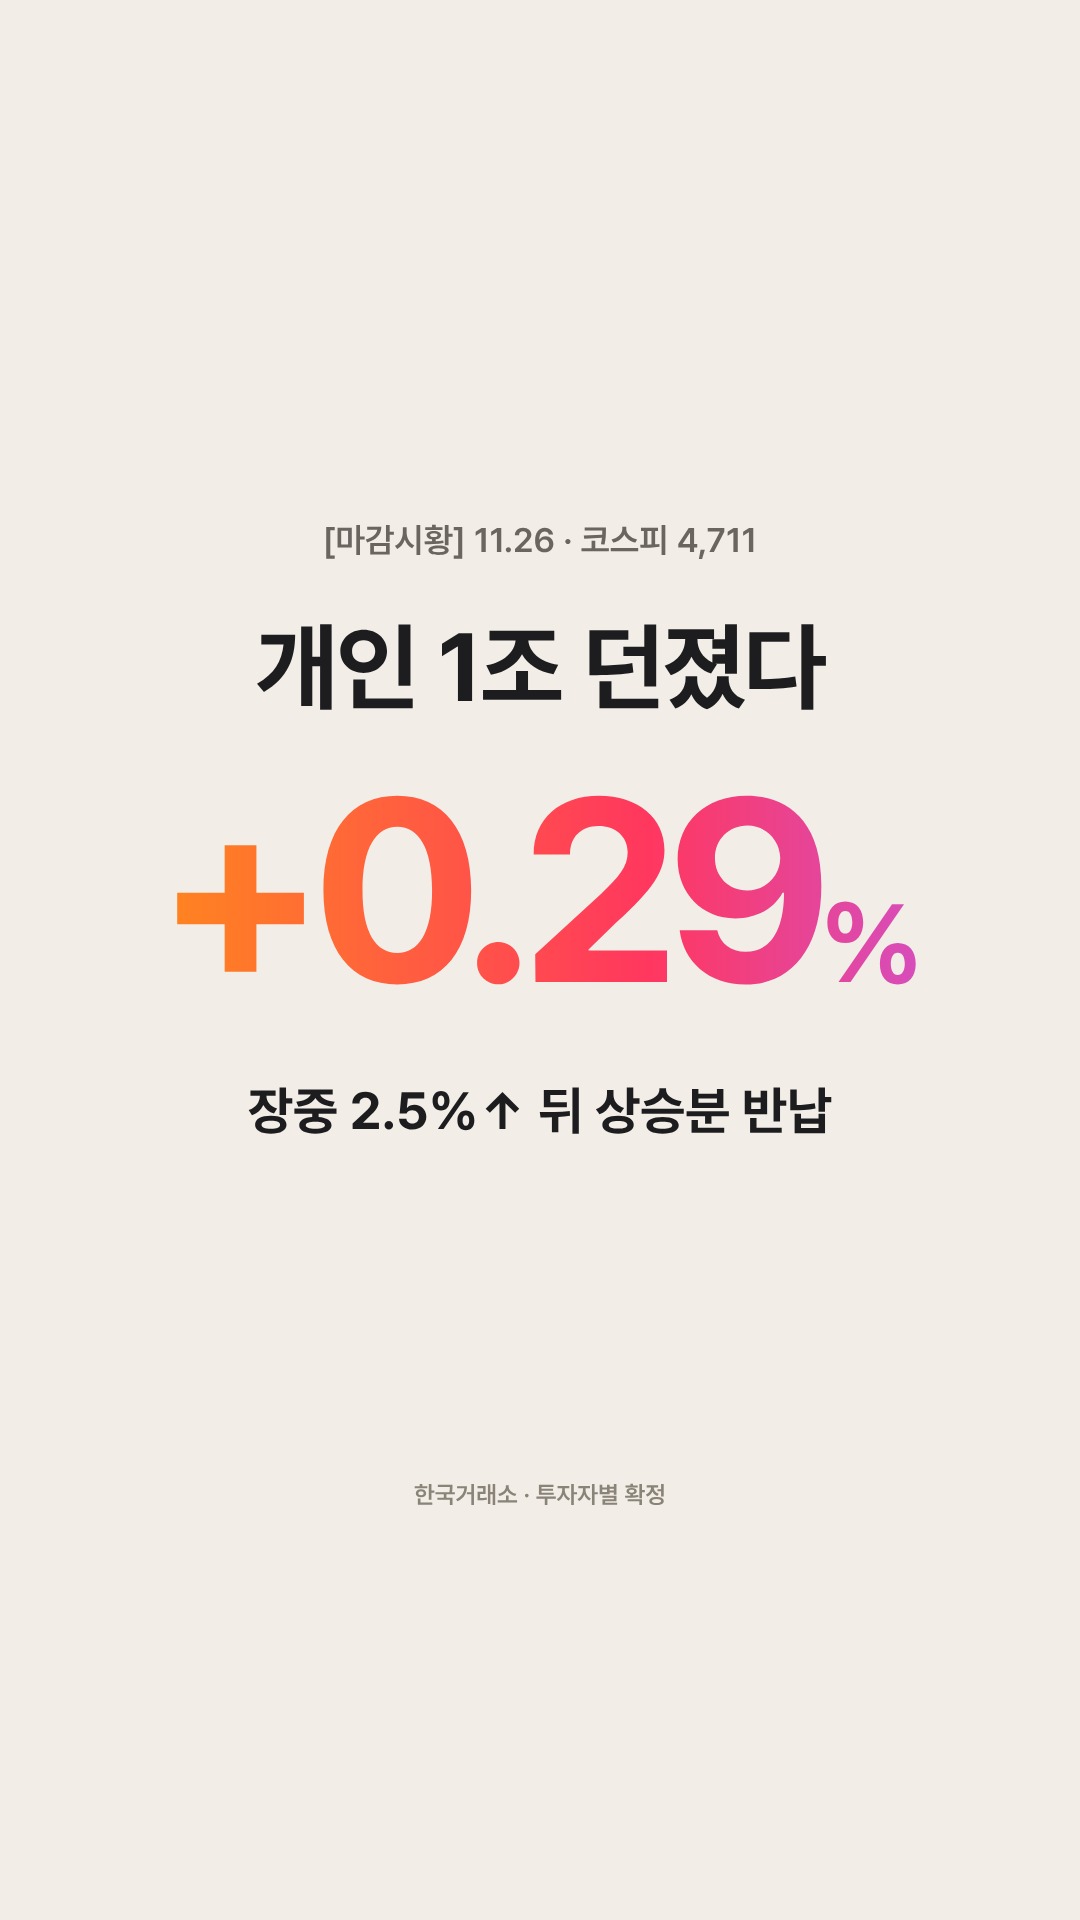 [마감시황] 11.26 · 코스피 4,711
개인 1조 던졌다
+0.29%
장중 2.5%↑ 뒤 상승분 반납
한국거래소 · 투자자별 확정